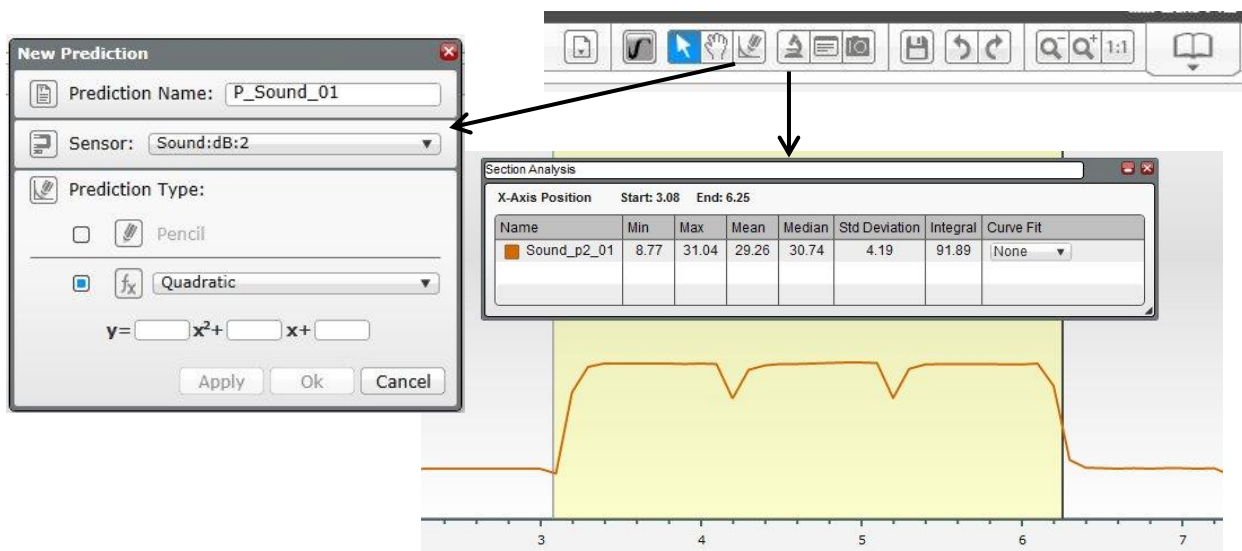 New Prediction
Prediction Name: P_Sound_01
Sensor: Sound:dB:2
Prediction Type:
Pencil
fx Quadratic
y= x²+ x+
Apply Ok Cancel
1:1
Section Analysis
X-Axis Position Start: 3.08 End: 6.25
Name Min Max Mean Median Std Deviation Integral Curve Fit
Sound_p2_01 8.77 31.04 29.26 30.74 4.19 91.89 None
3 4 5 6 7